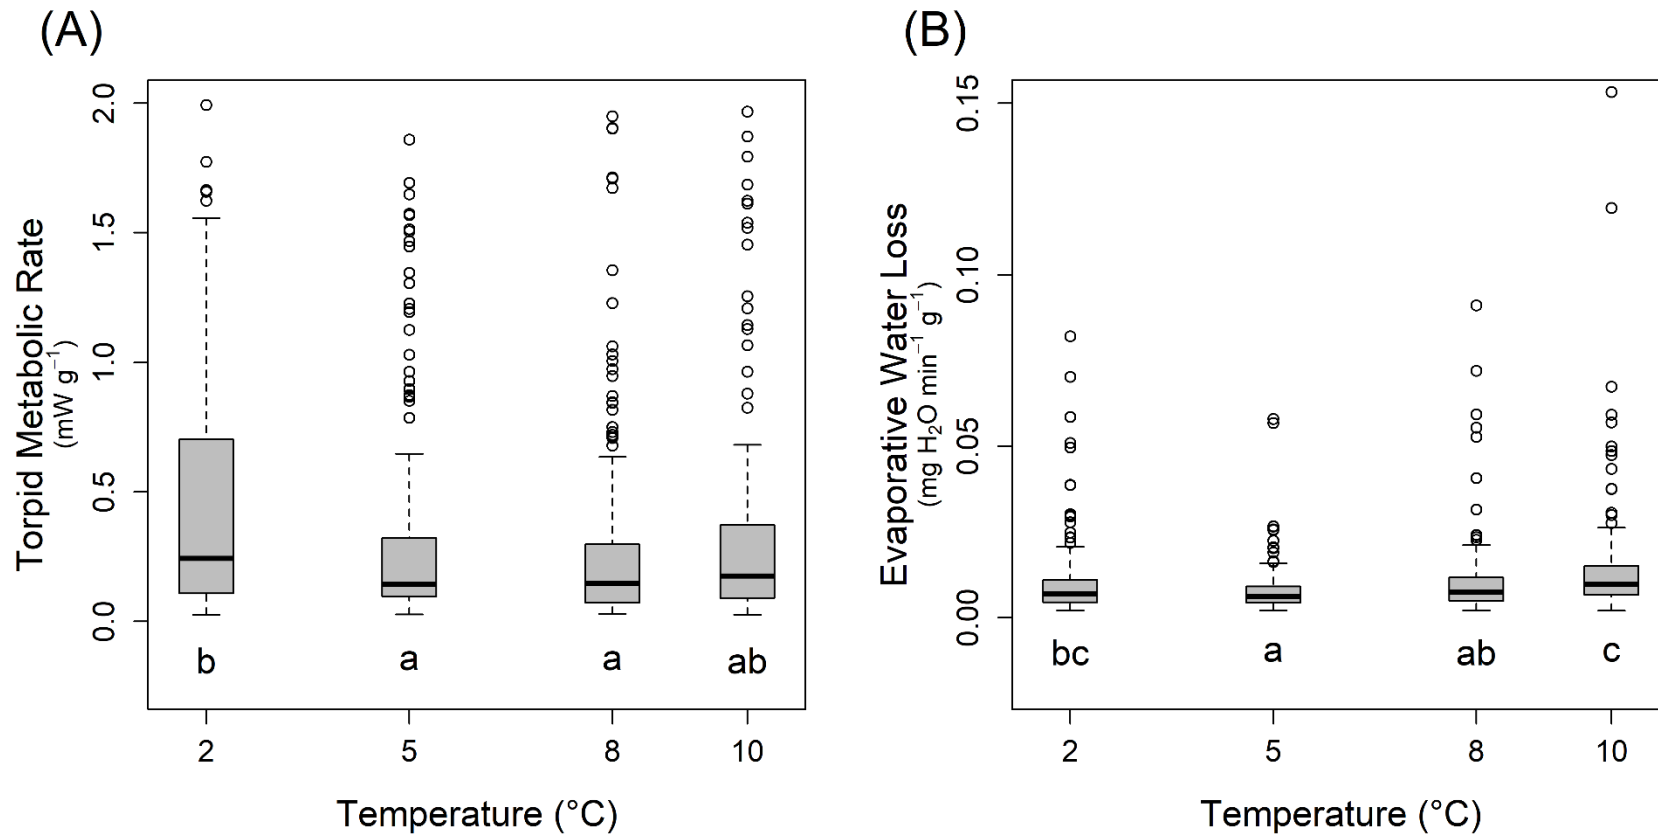 (A)
Torpid Metabolic Rate
(mW g⁻¹)
2.0
1.5
1.0
0.5
0.0
b a a ab
2 5 8 10
Temperature (°C)
(B)
Evaporative Water Loss
(mg H₂O min⁻¹ g⁻¹)
0.15
0.10
0.05
0.00
bc a ab c
2 5 8 10
Temperature (°C)